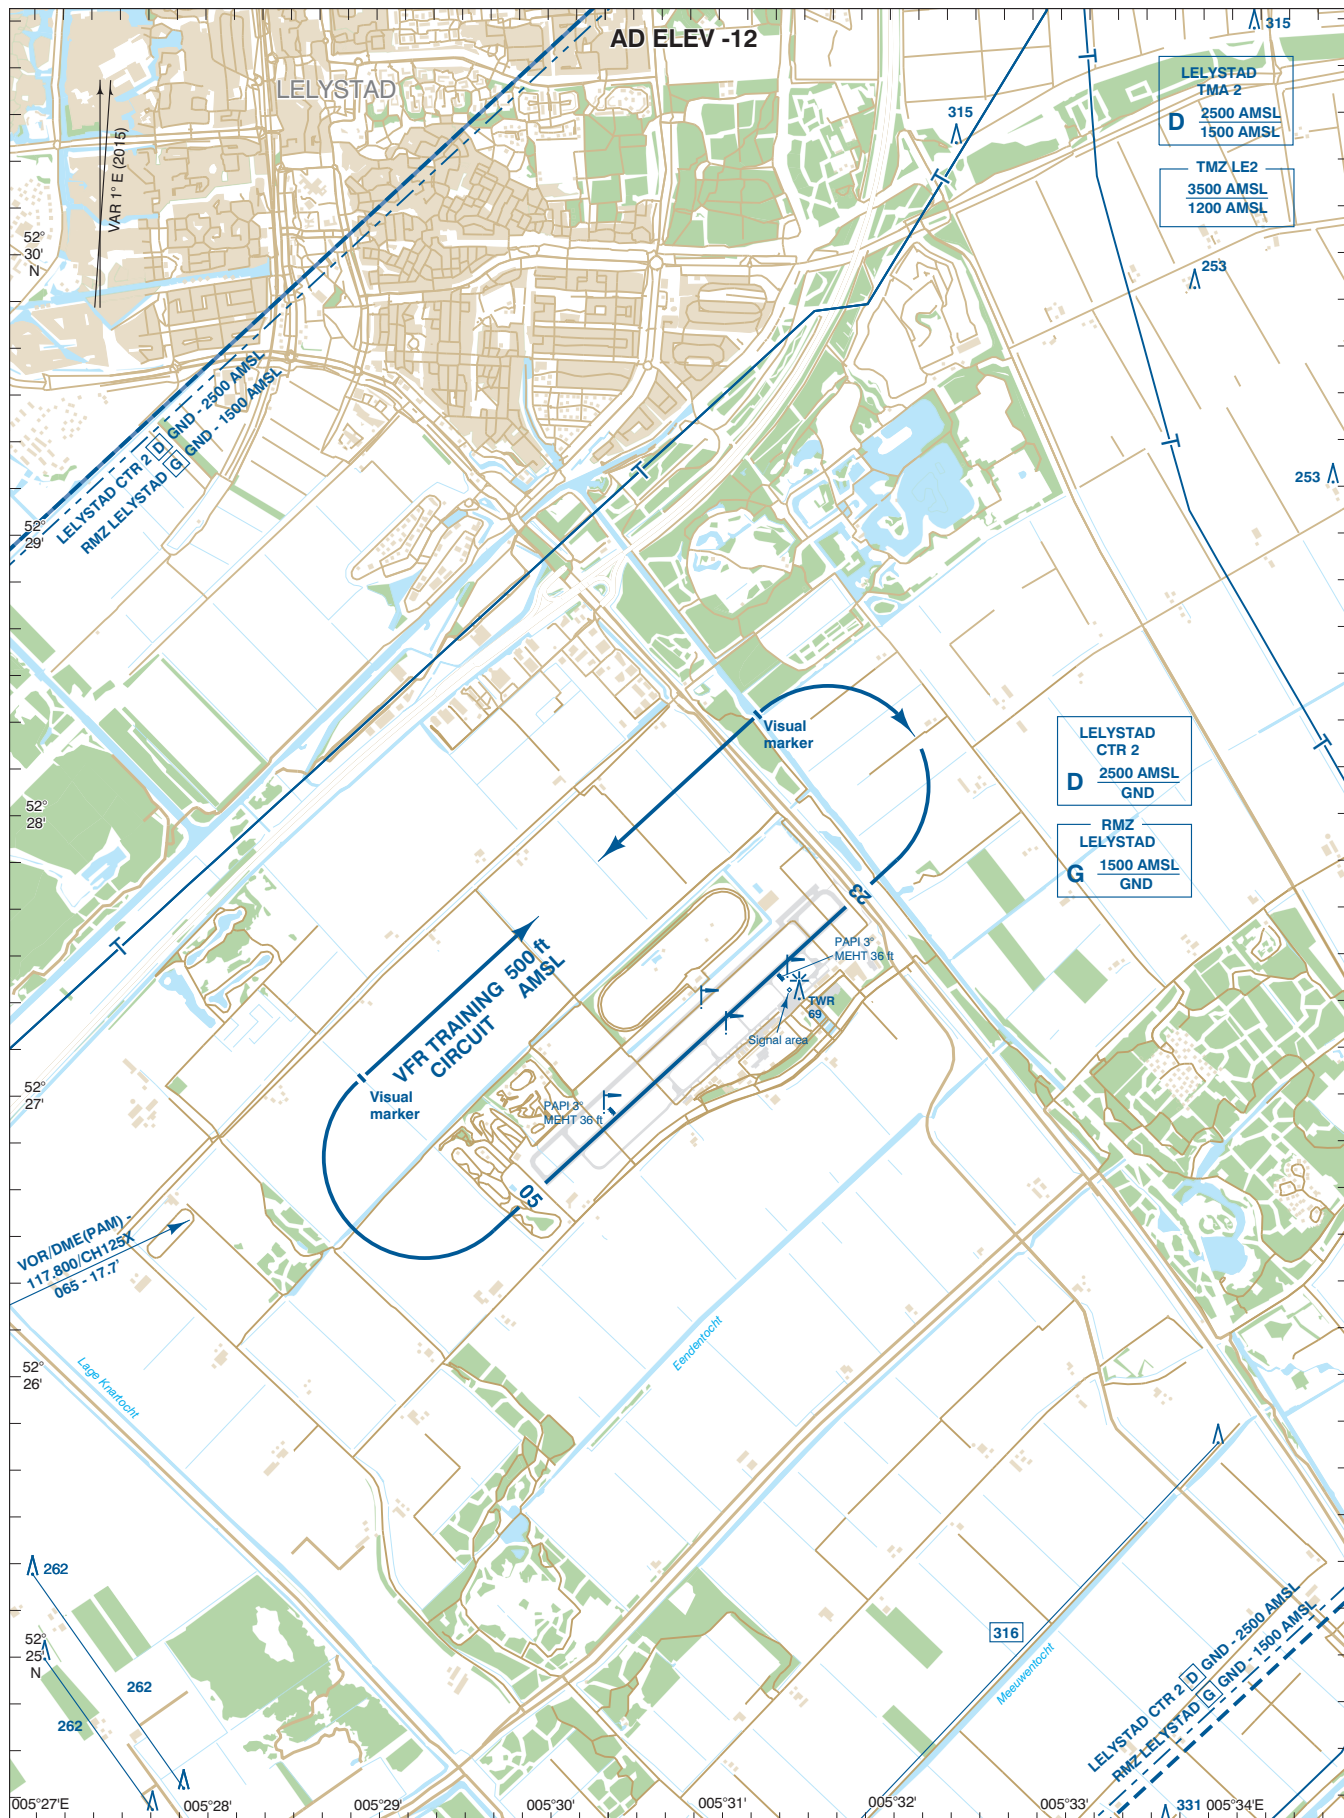 AD ELEV -12
315
LELYSTAD
LELYSTAD
TMA 2
D
2500 AMSL
1500 AMSL
315
VAR 1° E (2015)
TMZ LE2
3500 AMSL
1200 AMSL
52°
30'
N
253
LELYSTAD CTR 2 D GND - 2500 AMSL
RMZ LELYSTAD G GND - 1500 AMSL
T
T
T
T
253
52°
29'
Visual
marker
LELYSTAD
CTR 2
D
2500 AMSL
GND
T
52°
28'
RMZ
LELYSTAD
G
1500 AMSL
GND
23
T
PAPI 3°
MEHT 36 ft
VFR TRAINING 500 ft
CIRCUIT AMSL
TWR
69
Signal area
52°
27'
Visual
marker
PAPI 3°
MEHT 36 ft
05
VOR/DME(PAM) -
117.800/CH125X
065 - 17.7'
Eendentocht
52°
26'
Lage Knartocht
262
316
52°
25'
N
262
262
Meeuwentocht
LELYSTAD CTR 2 D GND - 2500 AMSL
RMZ LELYSTAD G GND - 1500 AMSL
005°27'E
005°28'
005°29'
005°30'
005°31'
005°32'
005°33'
331
005°34'E